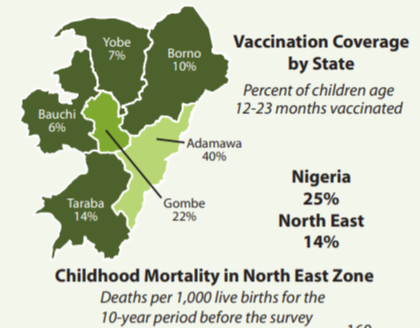 Yobe
7%
Borno
10%
Vaccination Coverage
by State
Percent of children age
12-23 months vaccinated
Bauchi
6%
Adamawa
40%
Nigeria
25%
North East
14%
Taraba
14%
Gombe
22%
Childhood Mortality in North East Zone
Deaths per 1,000 live births for the
10-year period before the survey